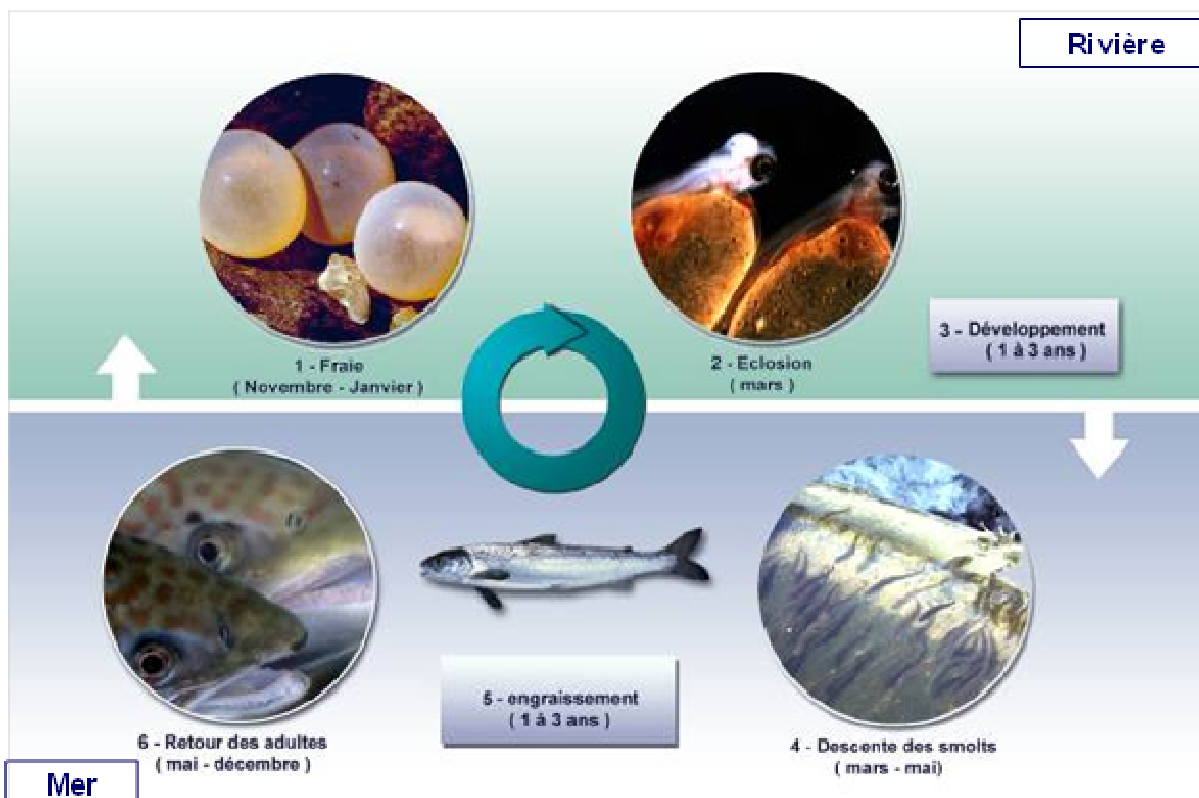 Rivière
1 - Fraie
( Novembre - Janvier )
2 - Eclosion
( mars )
3 - Développement
( 1 à 3 ans )
4 - Descente des smolts
( mars - mai)
5 - engraissement
( 1 à 3 ans )
6 - Retour des adultes
( mai - décembre )
Mer